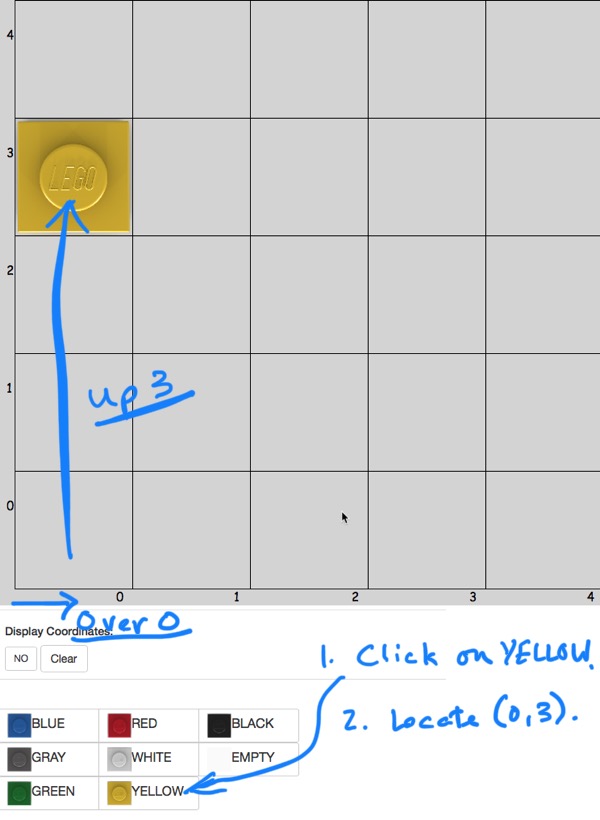 4
3
LEGO
2
up 3
1
0
0 1 2 3 4
over 0
Display Coordinates:
NO Clear
1. Click on YELLOW.
2. Locate (0,3).
BLUE RED BLACK
GRAY WHITE EMPTY
GREEN YELLOW